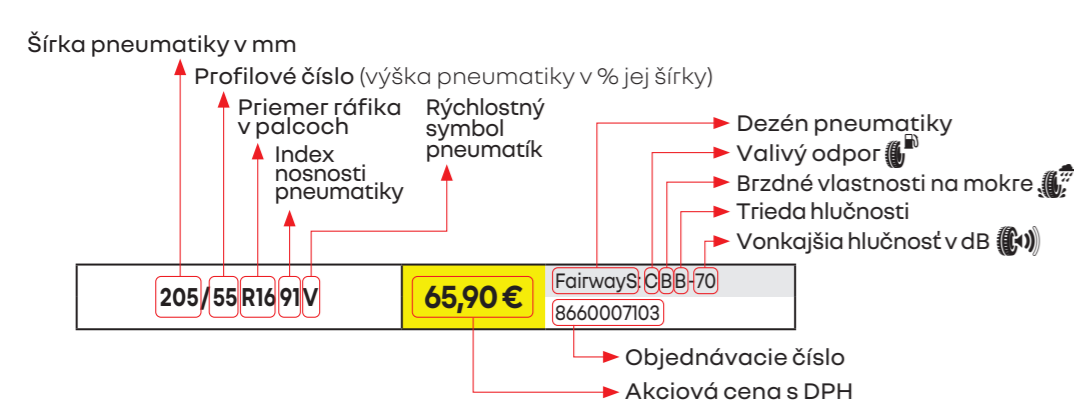 Šírka pneumatiky v mm
Profilové číslo (výška pneumatiky v % jej šírky)
Priemer ráfika
v palcoch
Index
nosnosti
pneumatiky
Rýchlostný
symbol
pneumatík
Dezén pneumatiky
Valivý odpor
Brzdné vlastnosti na mokre
Trieda hlučnosti
Vonkajšia hlučnosť v dB
205/55 R16 91 V
65,90 €
FairwayS: CBB-70
8660007103
Objednávacie číslo
Akciová cena s DPH